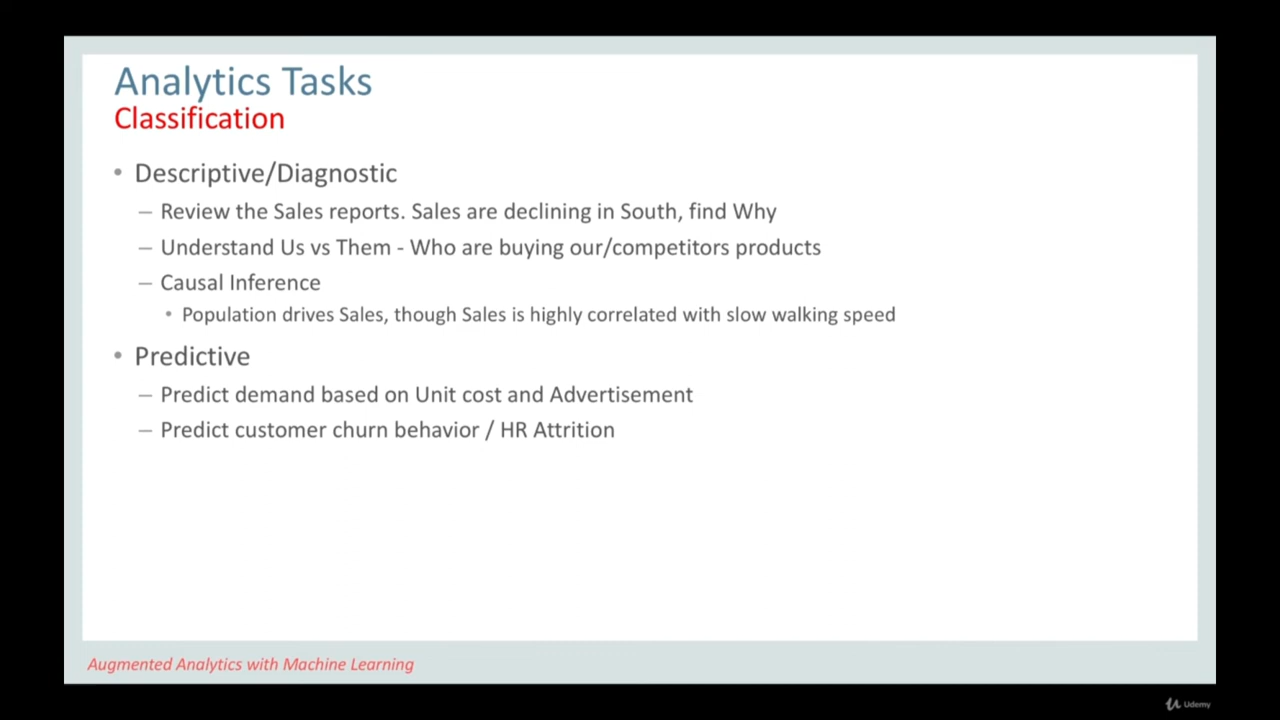 Analytics Tasks
Classification
• Descriptive/Diagnostic
– Review the Sales reports. Sales are declining in South, find Why
– Understand Us vs Them - Who are buying our/competitors products
– Causal Inference
• Population drives Sales, though Sales is highly correlated with slow walking speed
• Predictive
– Predict demand based on Unit cost and Advertisement
– Predict customer churn behavior / HR Attrition
Augmented Analytics with Machine Learning
Udemy